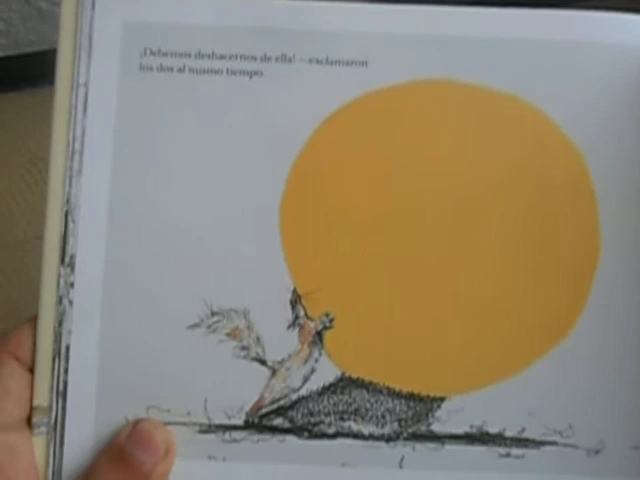 ¡Debemos deshacernos de ella! —exclamaron
los dos al mismo tiempo.